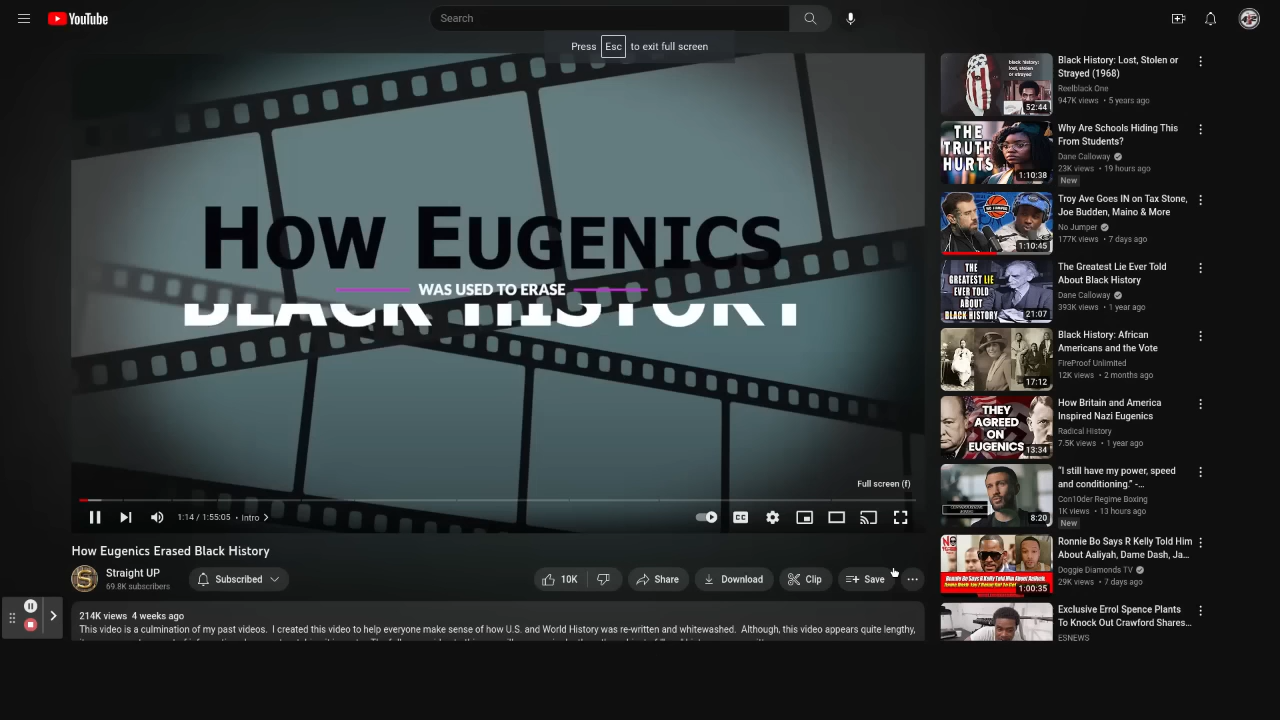 YouTube
Search
Press Esc to exit full screen
How Eugenics
WAS USED TO ERASE
BLACK HISTORY
Full screen (f)
1:14 / 1:55:05 • Intro
CC
How Eugenics Erased Black History
Straight UP
69.8K subscribers
Subscribed
10K
Share
Download
Clip
Save
214K views 4 weeks ago
This video is a culmination of my past videos. I created this video to help everyone make sense of how U.S. and World History was re-written and whitewashed. Although, this video appears quite lengthy,
black history:
lost, stolen
or strayed
52:44
Black History: Lost, Stolen or
Strayed (1968)
Reelblack One
947K views • 5 years ago
THE
TRUTH
HURTS
1:10:38
Why Are Schools Hiding This
From Students?
Dane Calloway
23K views • 19 hours ago
New
NO JUMPER
1:10:45
Troy Ave Goes IN on Tax Stone,
Joe Budden, Maino & More
No Jumper
177K views • 7 days ago
THE
GREATEST LIE
EVER TOLD
ABOUT
BLACK HISTORY
21:07
The Greatest Lie Ever Told
About Black History
Dane Calloway
393K views • 1 year ago
17:12
Black History: African
Americans and the Vote
FireProof Unlimited
12K views • 2 months ago
THEY
AGREED
ON
EUGENICS
13:34
How Britain and America
Inspired Nazi Eugenics
Radical History
7.5K views • 1 year ago
8:20
"I still have my power, speed
and conditioning.” -...
Con10der Regime Boxing
1K views • 13 hours ago
New
1:00:35
Ronnie Bo Says R Kelly Told Him
About Aaliyah, Dame Dash, Ja...
Doggie Diamonds TV
29K views • 7 days ago
Exclusive Errol Spence Plants
To Knock Out Crawford Shares...
ESNEWS